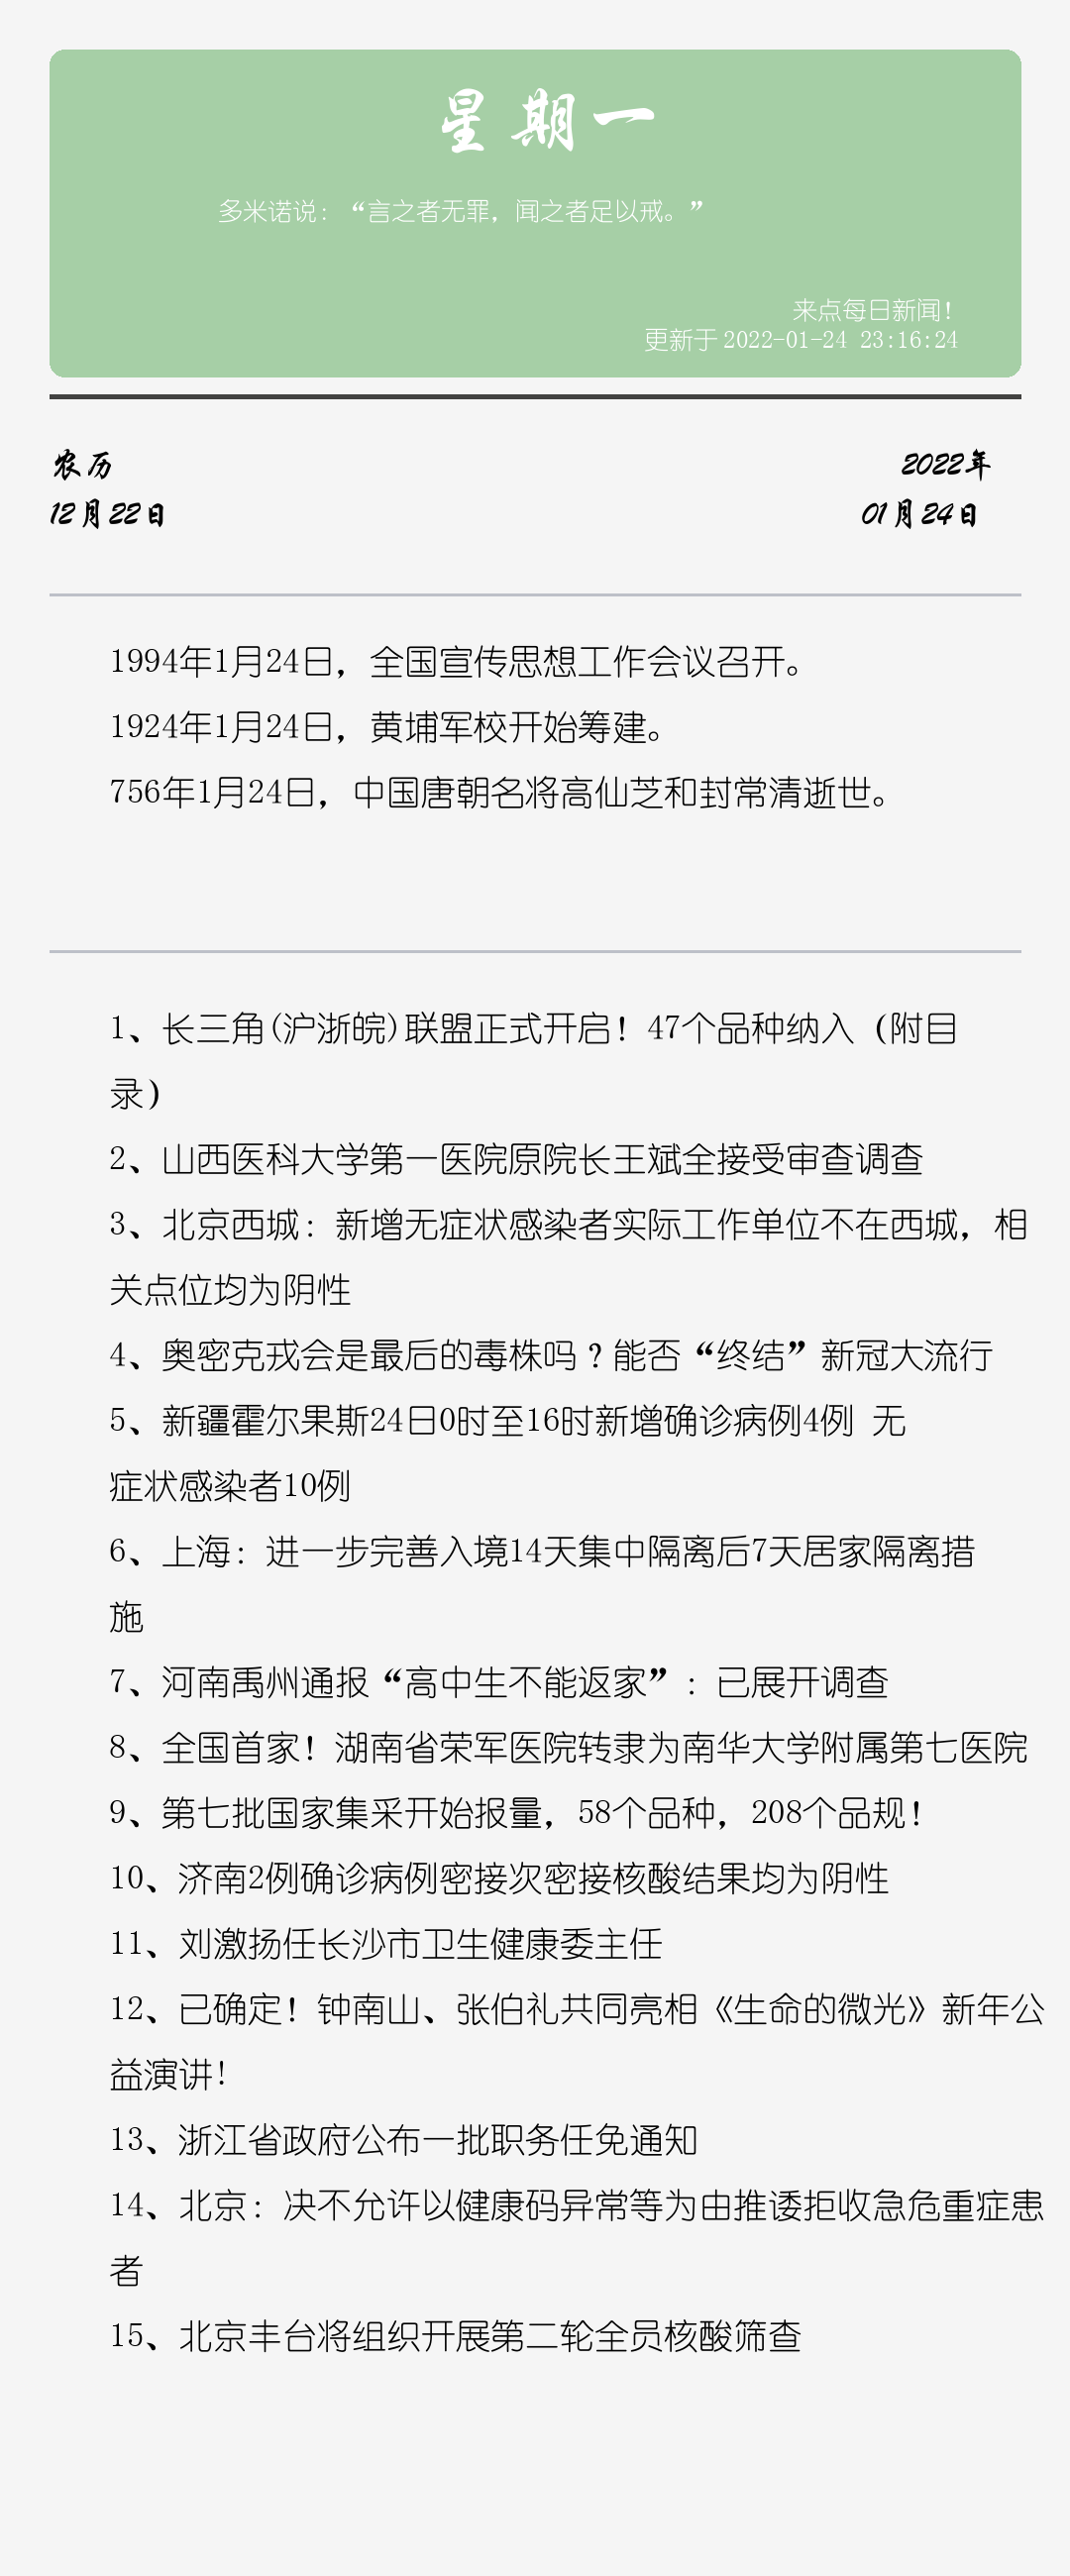 星期一
多米诺说：“言之者无罪，闻之者足以戒。”
来点每日新闻！
更新于 2022-01-24 23:16:24
农历
2022年
12月22日
01月24日
1994年1月24日，全国宣传思想工作会议召开。
1924年1月24日，黄埔军校开始筹建。
756年1月24日，中国唐朝名将高仙芝和封常清逝世。
1、长三角(沪浙皖)联盟正式开启！47个品种纳入（附目
录）
2、山西医科大学第一医院原院长王斌全接受审查调查
3、北京西城：新增无症状感染者实际工作单位不在西城，相
关点位均为阴性
4、奥密克戎会是最后的毒株吗？能否“终结”新冠大流行
5、新疆霍尔果斯24日0时至16时新增确诊病例4例 无
症状感染者10例
6、上海：进一步完善入境14天集中隔离后7天居家隔离措
施
7、河南禹州通报“高中生不能返家”：已展开调查
8、全国首家！湖南省荣军医院转隶为南华大学附属第七医院
9、第七批国家集采开始报量，58个品种，208个品规！
10、济南2例确诊病例密接次密接核酸结果均为阴性
11、刘激扬任长沙市卫生健康委主任
12、已确定！钟南山、张伯礼共同亮相《生命的微光》新年公
益演讲！
13、浙江省政府公布一批职务任免通知
14、北京：决不允许以健康码异常等为由推诿拒收急危重症患
者
15、北京丰台将组织开展第二轮全员核酸筛查